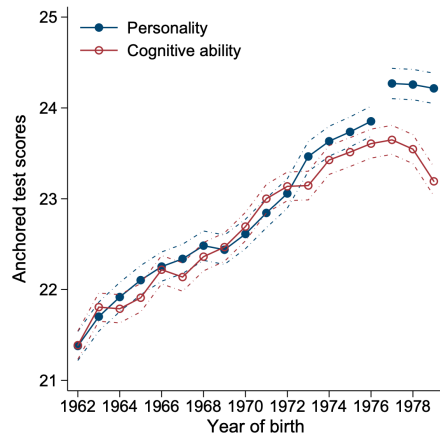 25
24
23
22
21
Anchored test scores
Personality
Cognitive ability
1962 1964 1966 1968 1970 1972 1974 1976 1978
Year of birth